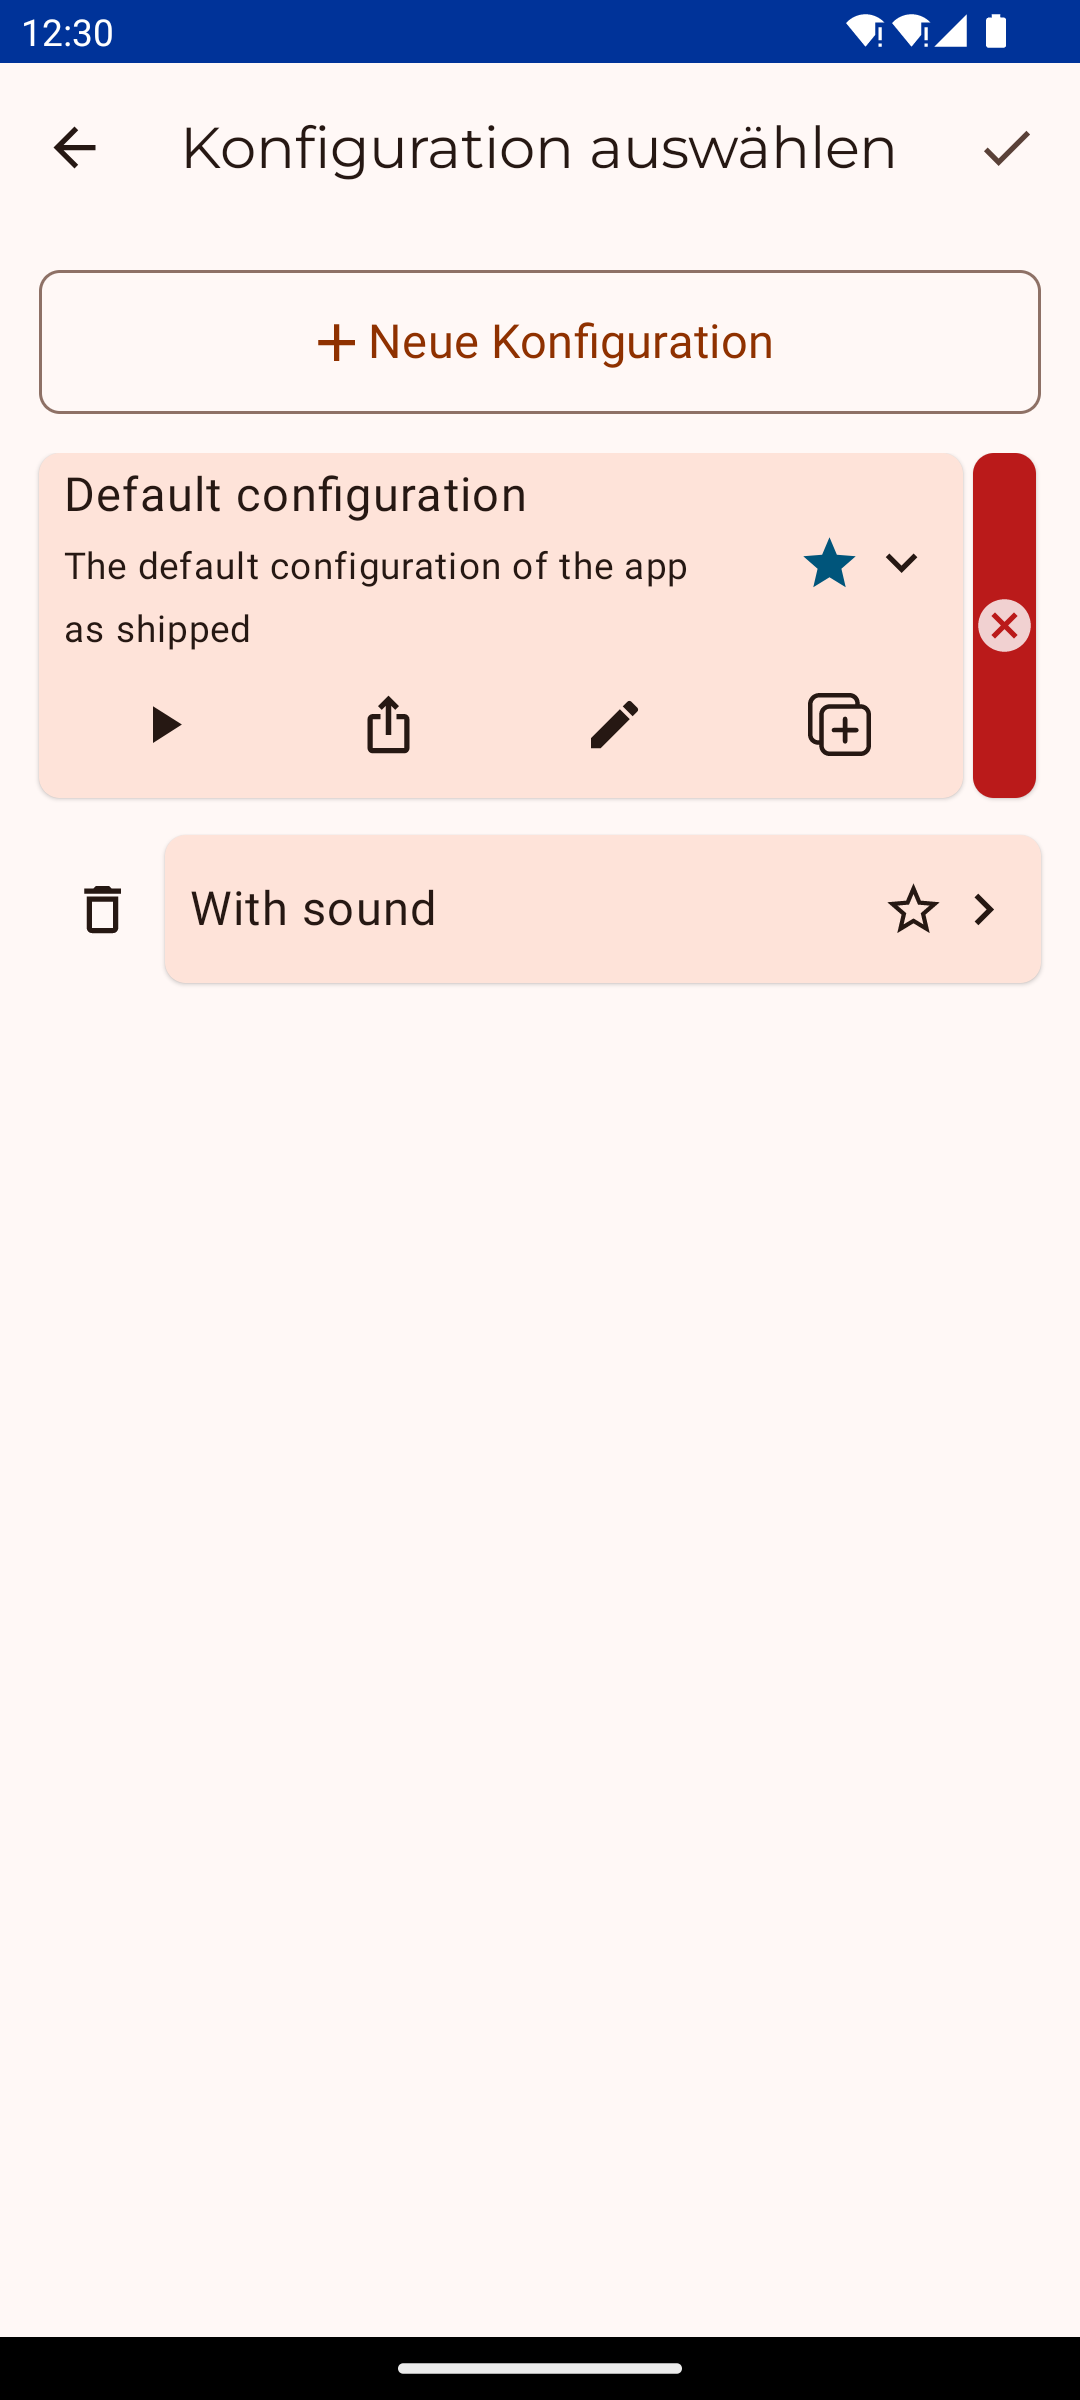 12:30
Konfiguration auswählen
Neue Konfiguration
Default configuration
The default configuration of the app
as shipped
With sound